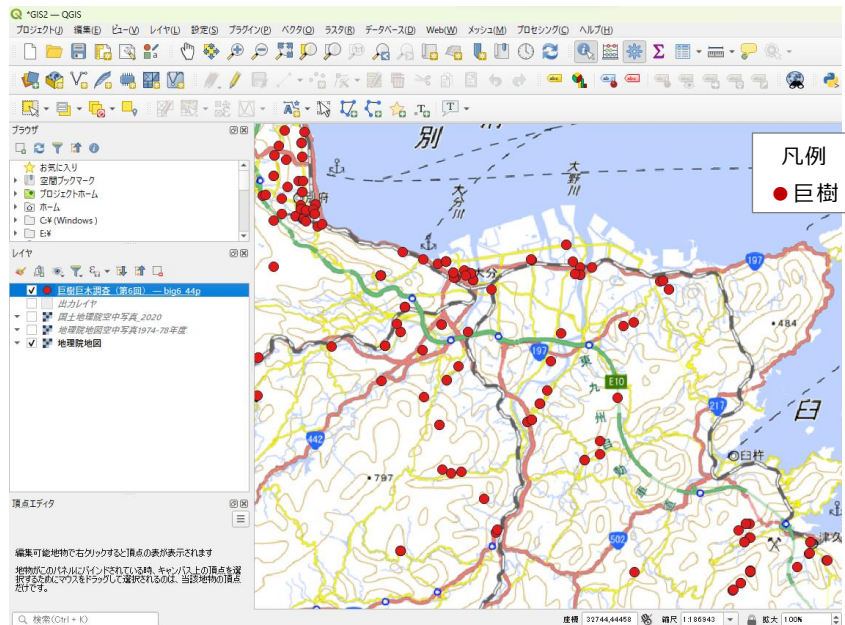 *GIS2 — QGIS
プロジェクト(J) 編集(E) ビュー(V) レイヤ(L) 設定(S) プラグイン(P) ベクタ(O) ラスタ(R) データベース(D) Web(W) メッシュ(M) プロセシング(C) ヘルプ(H)
ブラウザ
お気に入り
空間ブックマーク
プロジェクトホーム
ホーム
C:¥ (Windows )
E:¥
レイヤ
巨樹巨木調査（第6回） — big6_44p
出力レイヤ
国土地理院空中写真_2020
地理院地図空中写真1974-78年度
地理院地図
頂点エディタ
編集可能地物で右クリックすると頂点の表が表示されます
地物がこのパネルにバインドされている時、キャンバス上の頂点を選
択するためにマウスをドラッグして選択されるのは、当該地物の頂点
だけです。
凡例
巨樹
別
大分川
大野川
府
大分
197
484
197
東九州自動車道
E10
217
臼
臼杵
442
797
502
津久
検索(Ctrl + K)
座標 32744,44458 縮尺 1:186943 拡大 100%